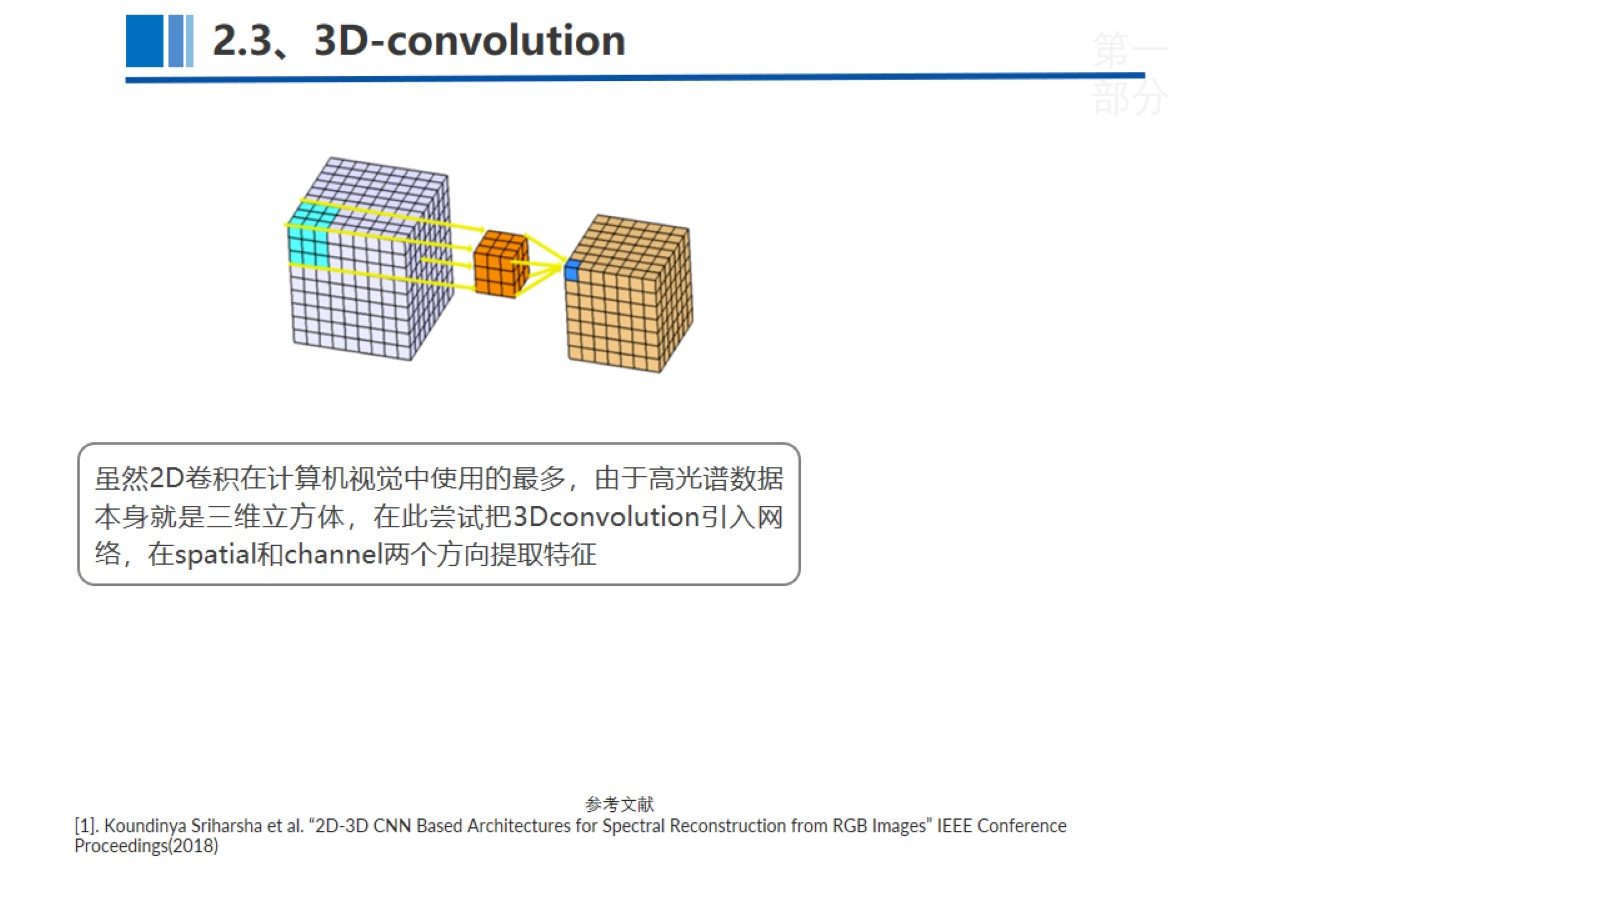 2.3、3D-convolution
第一
部分
虽然2D卷积在计算机视觉中使用的最多，由于高光谱数据
本身就是三维立方体，在此尝试把3Dconvolution引入网
络，在spatial和channel两个方向提取特征
参考文献
[1]. Koundinya Sriharsha et al. “2D-3D CNN Based Architectures for Spectral Reconstruction from RGB Images” IEEE Conference
Proceedings(2018)